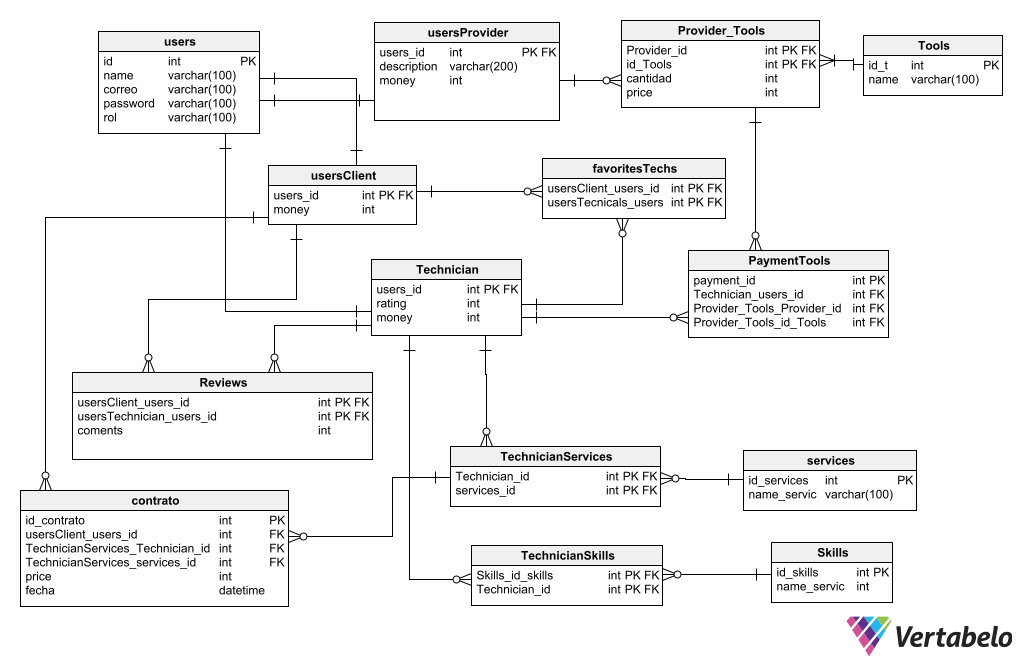 users
id int PK
name varchar(100)
correo varchar(100)
password varchar(100)
rol varchar(100)
usersProvider
users_id int PK FK
description varchar(200)
money int
Provider_Tools
Provider_id int PK FK
id_Tools int PK FK
cantidad int
price int
Tools
id_t int PK
name varchar(100)
usersClient
users_id int PK FK
money int
favoritesTechs
usersClient_users_id int PK FK
usersTecnicals_users int PK FK
Technician
users_id int PK FK
rating int
money int
PaymentTools
payment_id int PK
Technician_users_id int FK
Provider_Tools_Provider_id int FK
Provider_Tools_id_Tools int FK
Reviews
usersClient_users_id int PK FK
usersTechnician_users_id int PK FK
coments int
TechnicianServices
Technician_id int PK FK
services_id int PK FK
services
id_services int PK
name_servic varchar(100)
contrato
id_contrato int PK
usersClient_users_id int FK
TechnicianServices_Technician_id int FK
TechnicianServices_services_id int FK
price int
fecha datetime
TechnicianSkills
Skills_id_skills int PK FK
Technician_id int PK FK
Skills
id_skills int PK
name_servic int
Vertabelo